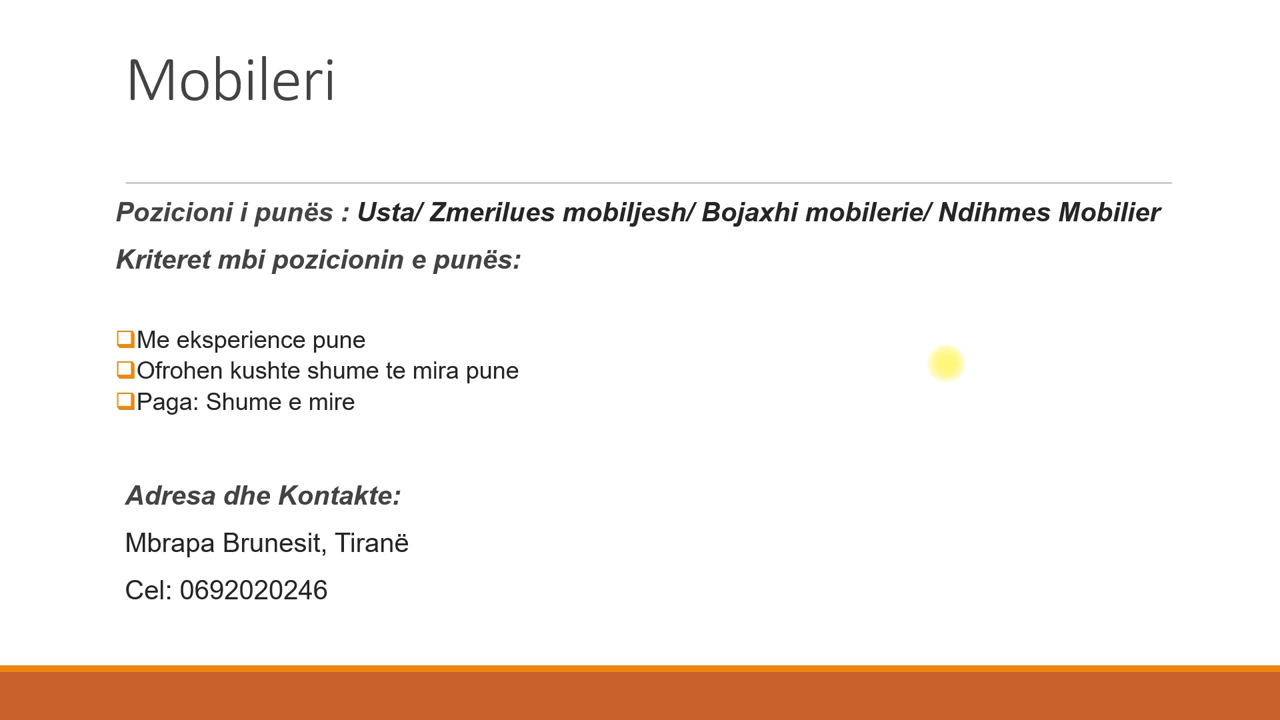 Mobileri
Pozicioni i punës : Usta/ Zmerilues mobiljesh/ Bojaxhi mobilerie/ Ndihmes Mobilier
Kriteret mbi pozicionin e punës:
❑Me eksperience pune
❑Ofrohen kushte shume te mira pune
❑Paga: Shume e mire
Adresa dhe Kontakte:
Mbrapa Brunesit, Tiranë
Cel: 0692020246